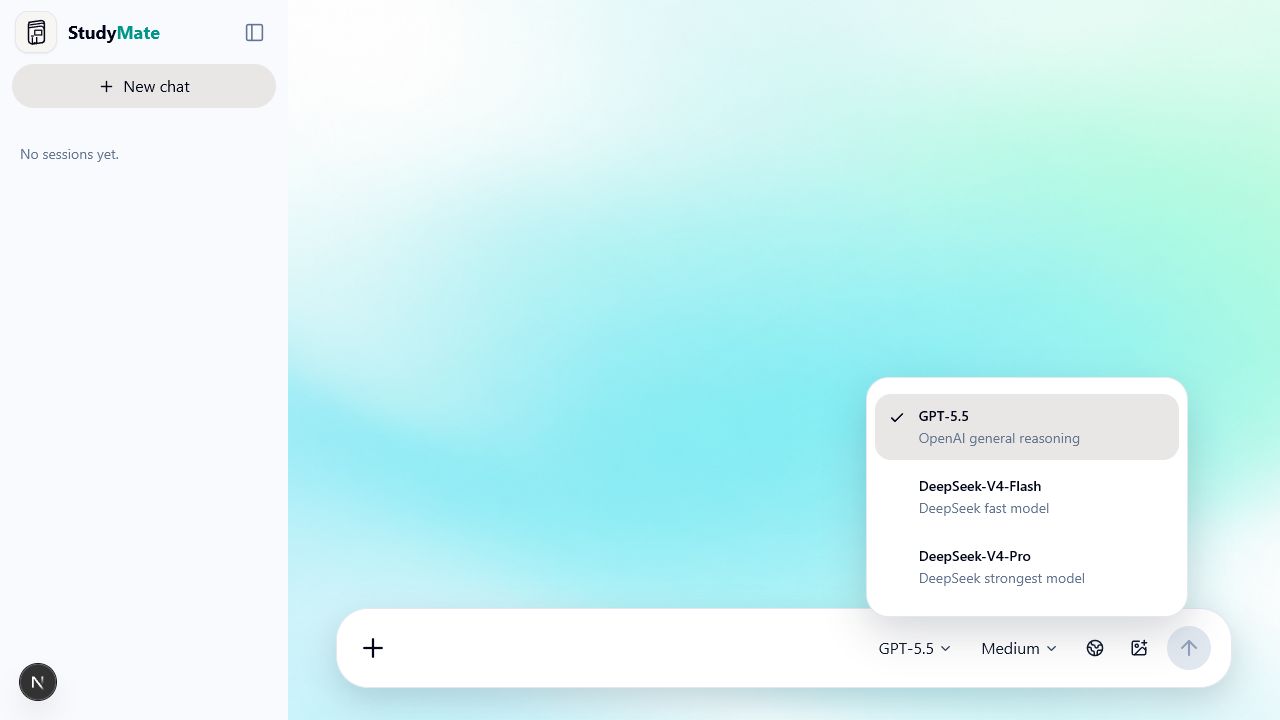 StudyMate
New chat
No sessions yet.
GPT-5.5
OpenAI general reasoning
DeepSeek-V4-Flash
DeepSeek fast model
DeepSeek-V4-Pro
DeepSeek strongest model
GPT-5.5 Medium
N